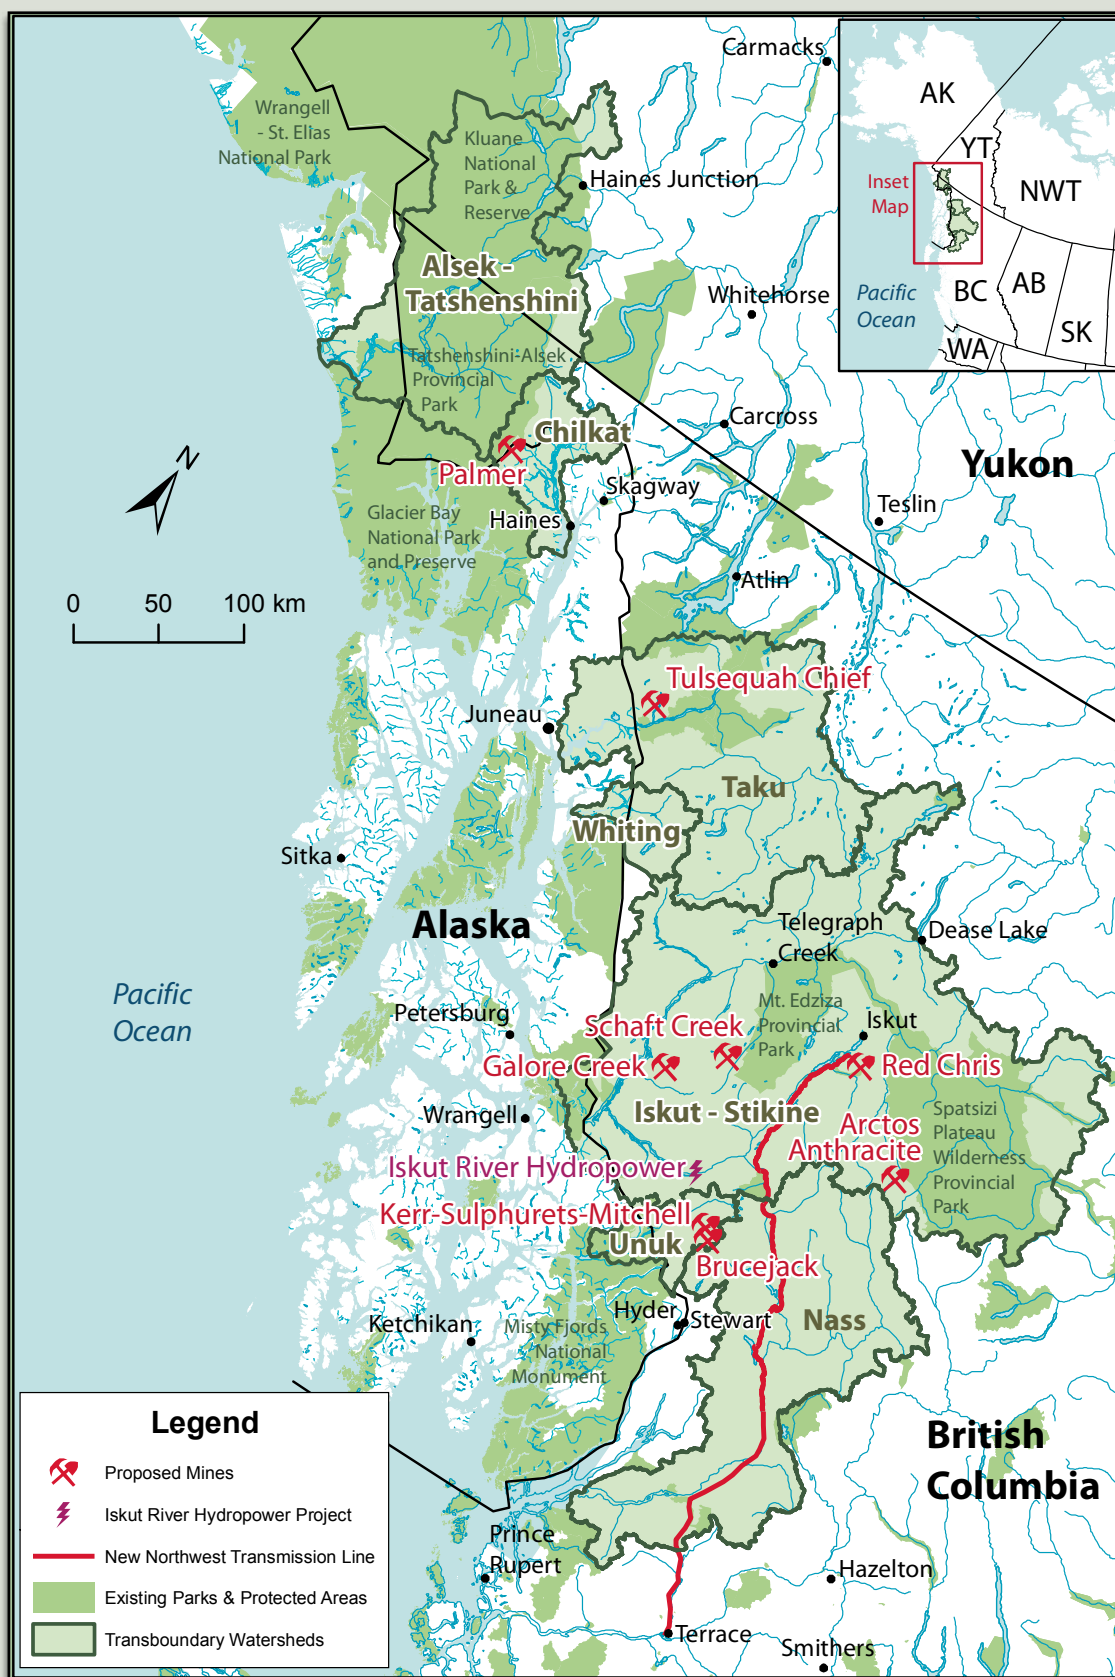 Carmacks
AK
YT
NWT
Inset
Map
BC
AB
SK
WA
Pacific
Ocean
Wrangell
- St. Elias
National Park
Kluane
National
Park &
Reserve
Haines Junction
Alsek -
Tatshenshini
Whitehorse
Tatshenshini-Alsek
Provincial
Park
Chilkat
Carcross
Palmer
Yukon
N
Skagway
Teslin
Glacier Bay
National Park
and Preserve
Haines
Atlin
0 50 100 km
Tulsequah Chief
Juneau
Taku
Whiting
Sitka
Alaska
Telegraph
Creek
Dease Lake
Pacific
Ocean
Mt. Edziza
Provincial
Park
Petersburg
Schaft Creek
Iskut
Galore Creek
Red Chris
Wrangell
Iskut - Stikine
Arctos
Anthracite
Spatsizi
Plateau
Wilderness
Provincial
Park
Iskut River Hydropower
Kerr-Sulphurets-Mitchell
Unuk
Brucejack
Hyder
Stewart
Nass
Ketchikan
Misty Fjords
National
Monument
British
Columbia
Legend
Proposed Mines
Iskut River Hydropower Project
New Northwest Transmission Line
Existing Parks & Protected Areas
Transboundary Watersheds
Prince
Rupert
Hazelton
Terrace
Smithers